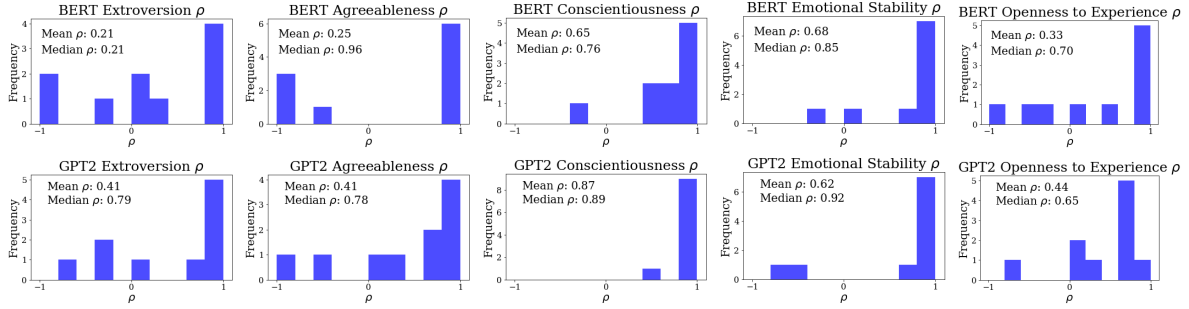 BERT Extroversion ρ
Mean ρ: 0.21
Median ρ: 0.21
Frequency
4
3
2
1
0
−1
0
1
BERT Agreeableness ρ
Mean ρ: 0.25
Median ρ: 0.96
Frequency
6
4
2
0
−1
0
1
BERT Conscientiousness ρ
Mean ρ: 0.65
Median ρ: 0.76
Frequency
5
4
3
2
1
0
−1
0
1
BERT Emotional Stability ρ
Mean ρ: 0.68
Median ρ: 0.85
Frequency
6
4
2
0
−1
0
1
BERT Openness to Experience ρ
Mean ρ: 0.33
Median ρ: 0.70
Frequency
5
4
3
2
1
0
−1
0
1
GPT2 Extroversion ρ
Mean ρ: 0.41
Median ρ: 0.79
Frequency
5
4
3
2
1
0
−1
0
1
ρ
GPT2 Agreeableness ρ
Mean ρ: 0.41
Median ρ: 0.78
Frequency
4
3
2
1
0
−1
0
1
ρ
GPT2 Conscientiousness ρ
Mean ρ: 0.87
Median ρ: 0.89
Frequency
8
6
4
2
0
−1
0
1
ρ
GPT2 Emotional Stability ρ
Mean ρ: 0.62
Median ρ: 0.92
Frequency
6
4
2
0
−1
0
1
ρ
GPT2 Openness to Experience ρ
Mean ρ: 0.44
Median ρ: 0.65
Frequency
5
4
3
2
1
0
−1
0
1
ρ